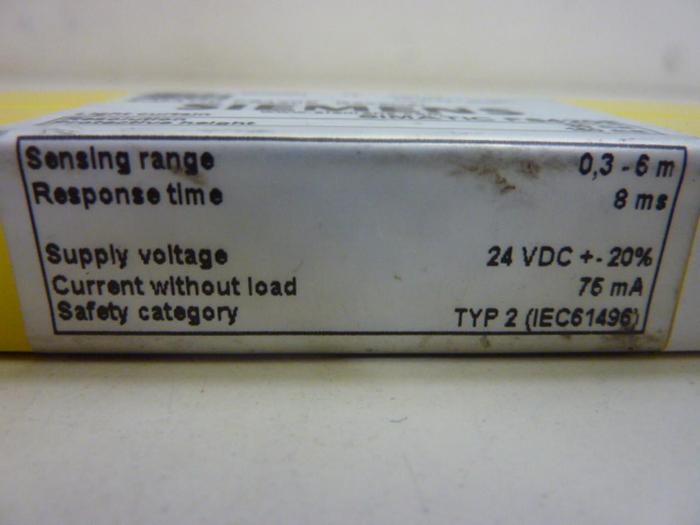 SIEMENS
Sensing range 0,3 - 6 m
Response time 8 ms
Supply voltage 24 VDC +- 20%
Current without load 75 mA
Safety category TYP 2 (IEC61496)